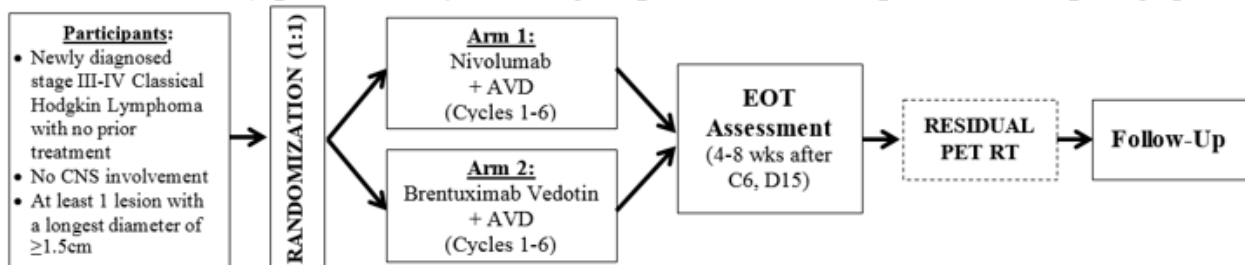 Participants:
• Newly diagnosed
stage III-IV Classical
Hodgkin Lymphoma
with no prior
treatment
• No CNS involvement
• At least 1 lesion with
a longest diameter of
≥1.5cm
RANDOMIZATION (1:1)
Arm 1:
Nivolumab
+ AVD
(Cycles 1-6)
Arm 2:
Brentuximab Vedotin
+ AVD
(Cycles 1-6)
EOT
Assessment
(4-8 wks after
C6, D15)
RESIDUAL
PET RT
Follow-Up